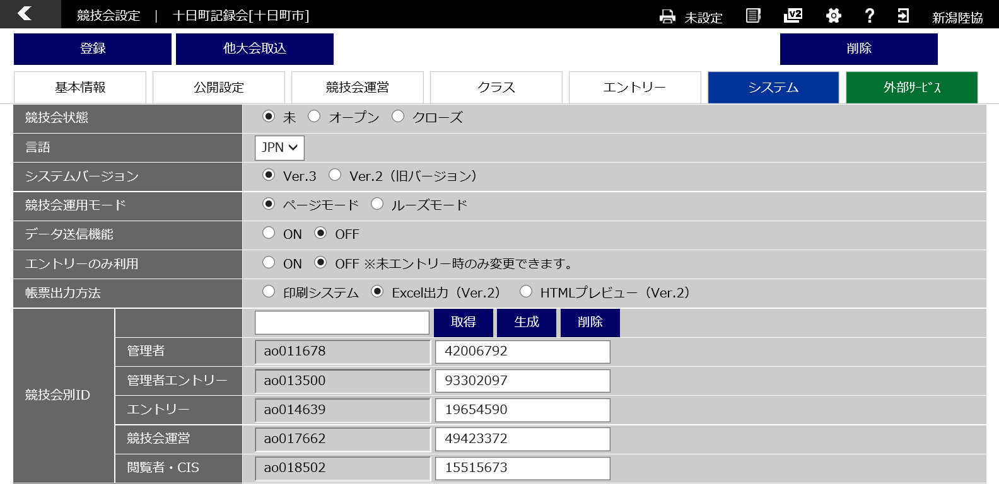 競技会設定 | 十日町記録会[十日町市]
未設定 v2 ? 新潟陸協
登録 他大会取込 削除
基本情報 公開設定 競技会運営 クラス エントリー システム 外部ｻｰﾋﾞｽ
競技会状態 未 オープン クローズ
言語 JPN
システムバージョン Ver.3 Ver.2（旧バージョン）
競技会運用モード ページモード ルーズモード
データ送信機能 ON OFF
エントリーのみ利用 ON OFF ※未エントリー時のみ変更できます。
帳票出力方法 印刷システム Excel出力（Ver.2） HTMLプレビュー（Ver.2）
取得 生成 削除
競技会別ID
管理者 ao011678 42006792
管理者エントリー ao013500 93302097
エントリー ao014639 19654590
競技会運営 ao017662 49423372
閲覧者・CIS ao018502 15515673